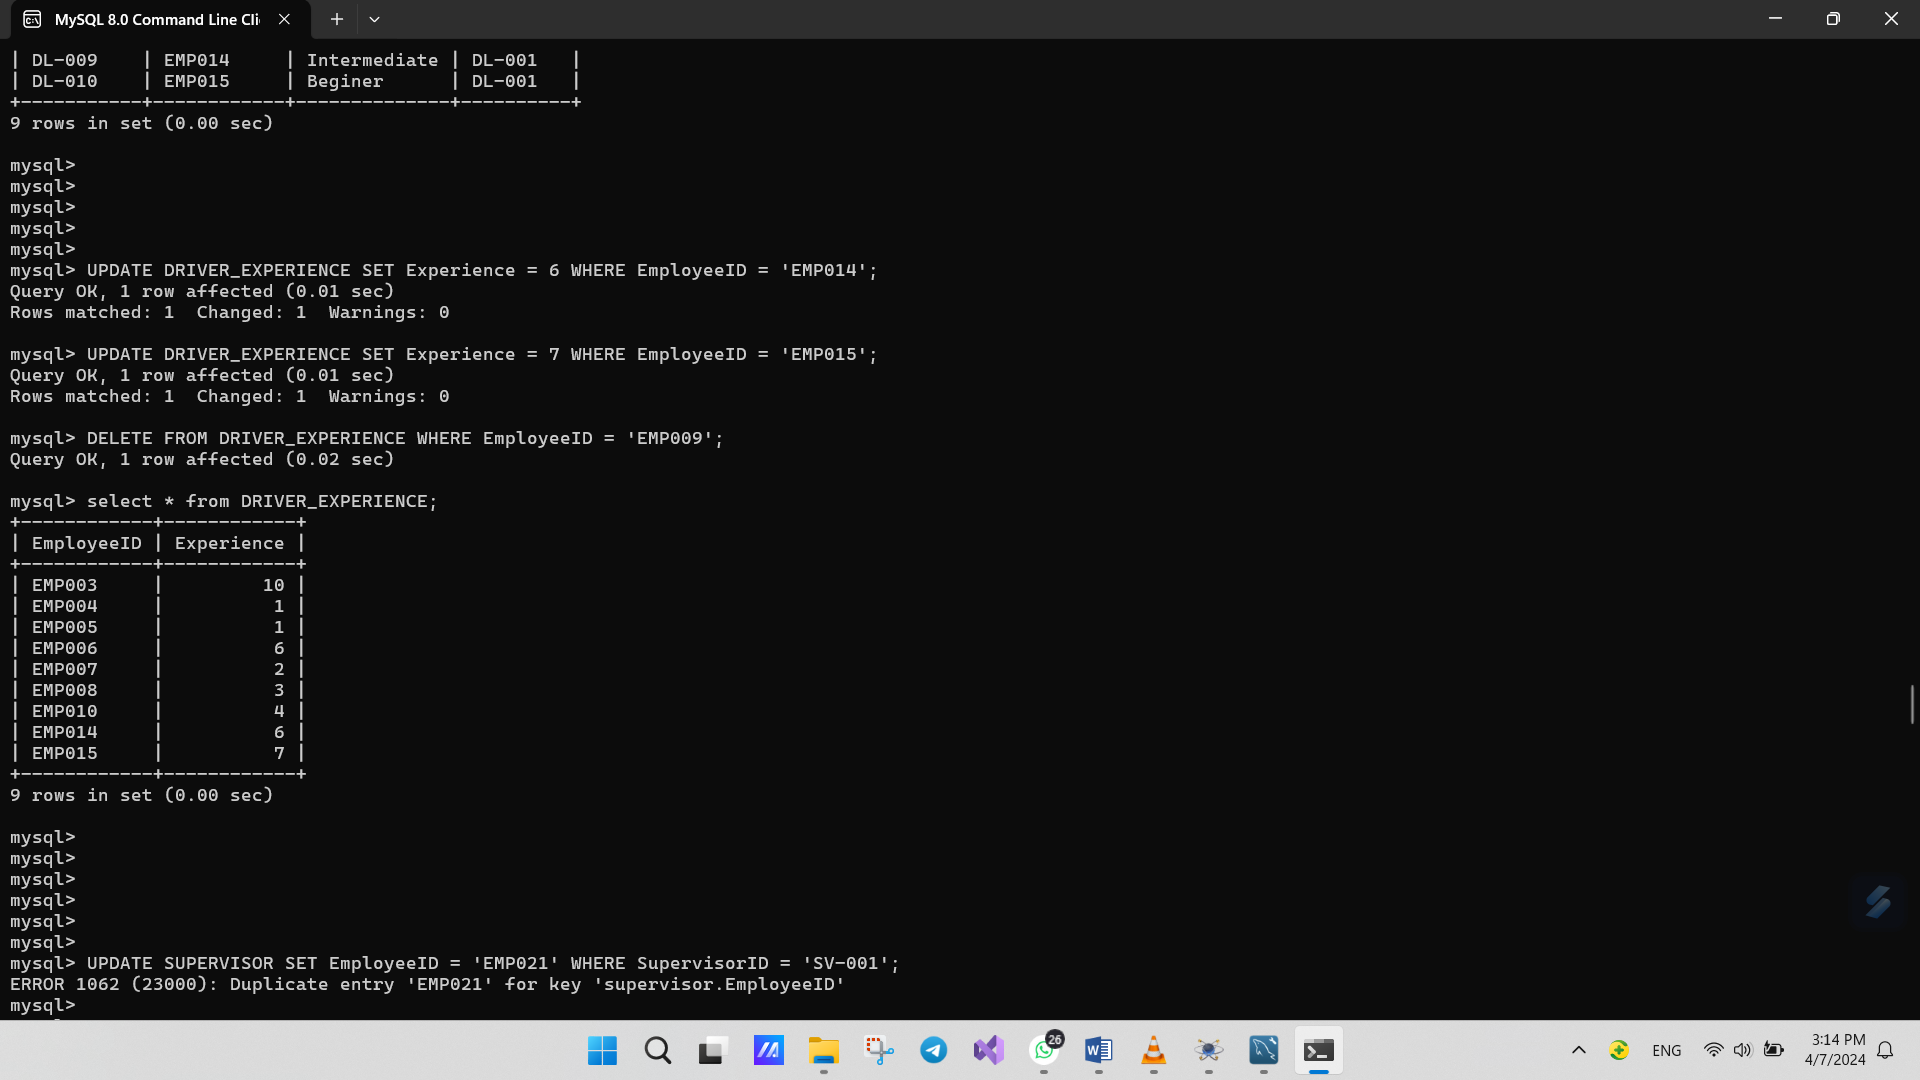 MySQL 8.0 Command Line Cli
| DL-009    | EMP014     | Intermediate | DL-001   |
| DL-010    | EMP015     | Beginer      | DL-001   |
+-----------+------------+--------------+----------+
9 rows in set (0.00 sec)
mysql>
mysql>
mysql>
mysql>
mysql>
mysql> UPDATE DRIVER_EXPERIENCE SET Experience = 6 WHERE EmployeeID = 'EMP014';
Query OK, 1 row affected (0.01 sec)
Rows matched: 1  Changed: 1  Warnings: 0
mysql> UPDATE DRIVER_EXPERIENCE SET Experience = 7 WHERE EmployeeID = 'EMP015';
Query OK, 1 row affected (0.01 sec)
Rows matched: 1  Changed: 1  Warnings: 0
mysql> DELETE FROM DRIVER_EXPERIENCE WHERE EmployeeID = 'EMP009';
Query OK, 1 row affected (0.02 sec)
mysql> select * from DRIVER_EXPERIENCE;
+------------+------------+
| EmployeeID | Experience |
+------------+------------+
| EMP003     |         10 |
| EMP004     |          1 |
| EMP005     |          1 |
| EMP006     |          6 |
| EMP007     |          2 |
| EMP008     |          3 |
| EMP010     |          4 |
| EMP014     |          6 |
| EMP015     |          7 |
+------------+------------+
9 rows in set (0.00 sec)
mysql>
mysql>
mysql>
mysql>
mysql>
mysql>
mysql> UPDATE SUPERVISOR SET EmployeeID = 'EMP021' WHERE SupervisorID = 'SV-001';
ERROR 1062 (23000): Duplicate entry 'EMP021' for key 'supervisor.EmployeeID'
mysql>
26
W
ENG
3:14 PM
4/7/2024